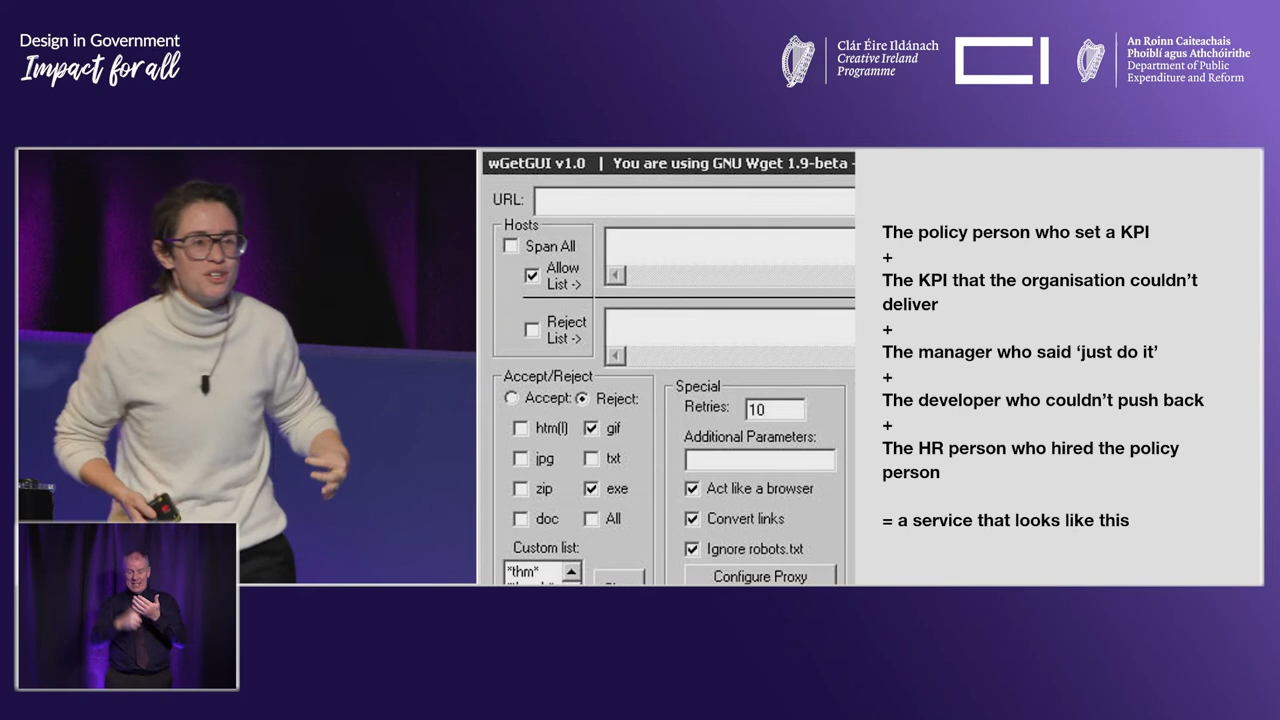 Design in Government
Impact for all
Clár Éire Ildánach
Creative Ireland
Programme
An Roinn Caiteachais
Phoiblí agus Athchóirithe
Department of Public
Expenditure and Reform
wGetGUI v1.0 | You are using GNU Wget 1.9-beta -
URL:
Hosts
Span All
Allow
List ->
Reject
List ->
Accept/Reject
Accept: Reject:
htm(l) gif
jpg txt
zip exe
doc All
Custom list:
*thm*
Special
Retries: 10
Additional Parameters:
Act like a browser
Convert links
Ignore robots.txt
Configure Proxy
The policy person who set a KPI
+
The KPI that the organisation couldn’t
deliver
+
The manager who said ‘just do it’
+
The developer who couldn’t push back
+
The HR person who hired the policy
person
= a service that looks like this